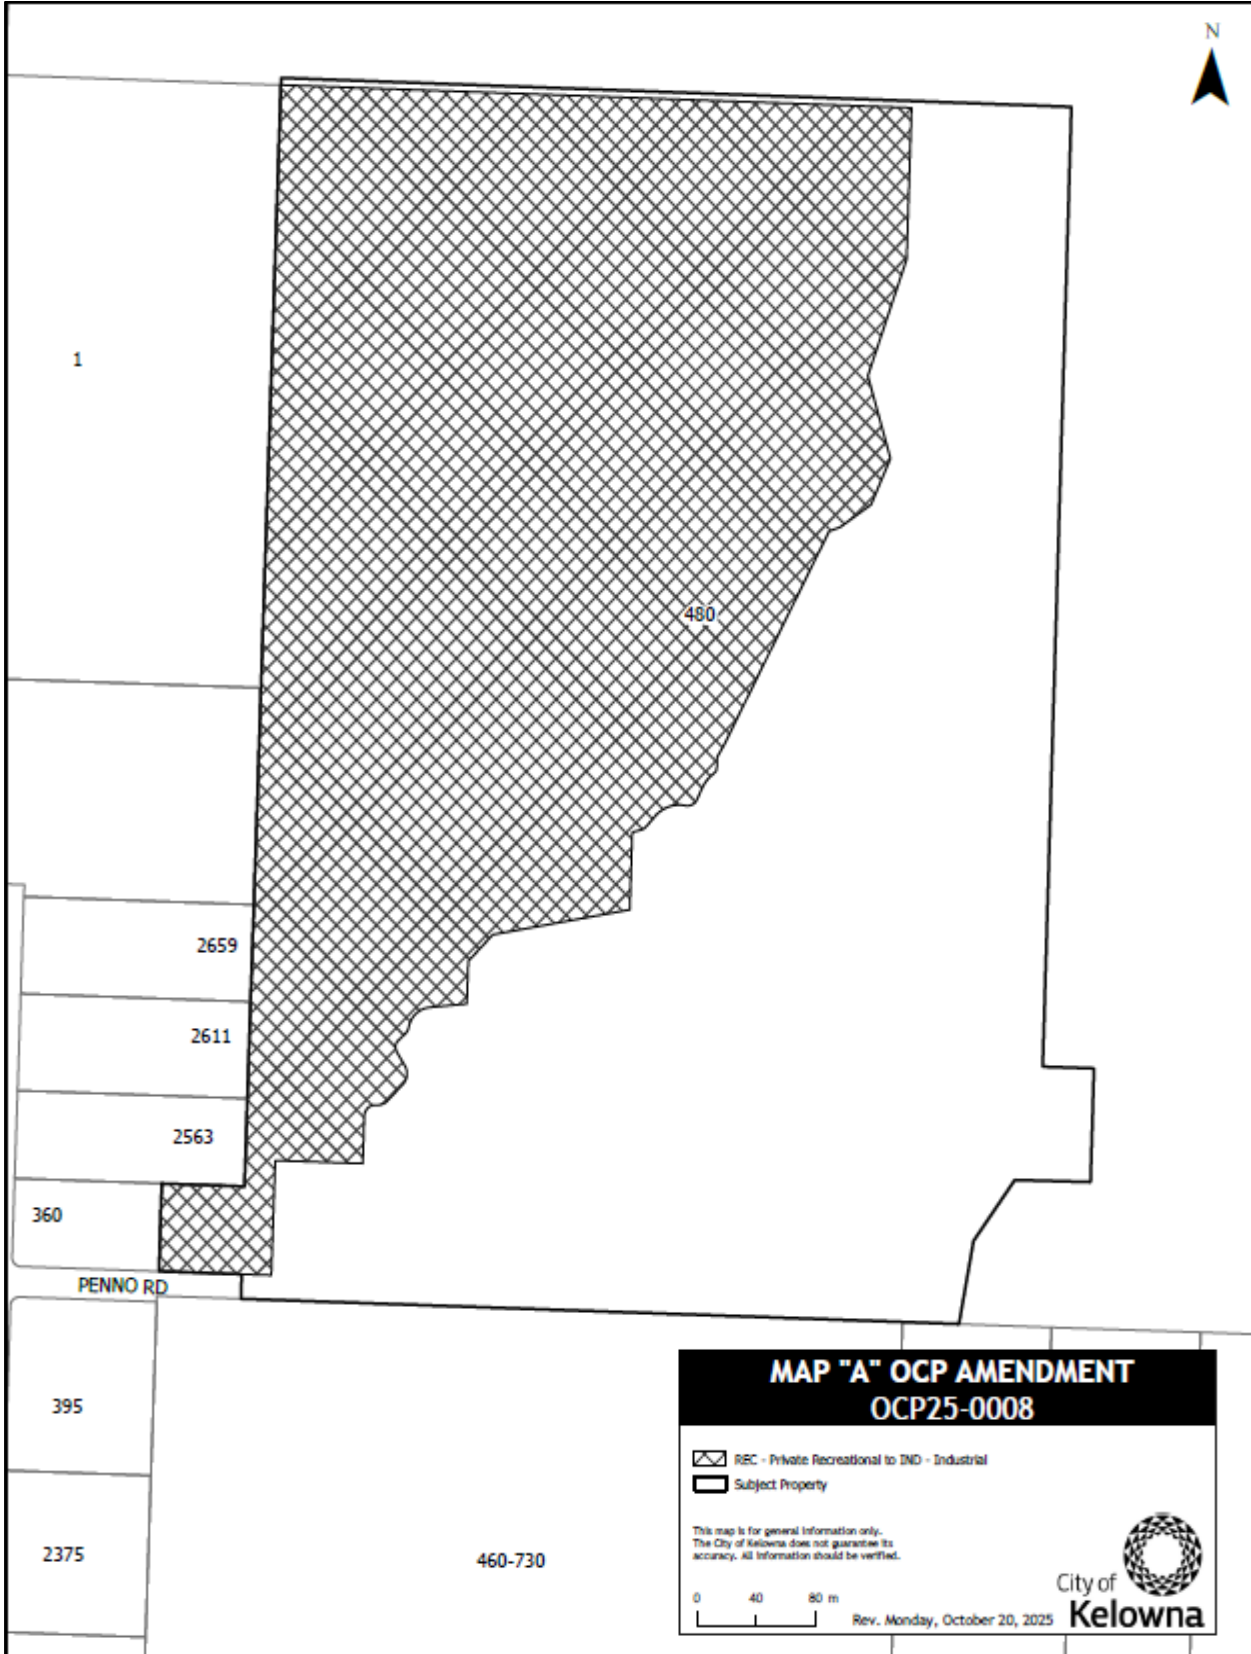 N
1
480
2659
2611
2563
360
PENNO RD
395
2375
460-730
MAP "A" OCP AMENDMENT
OCP25-0008
REC - Private Recreational to IND - Industrial
Subject Property
This map is for general information only.
The City of Kelowna does not guarantee its
accuracy. All information should be verified.
0 40 80 m
Rev. Monday, October 20, 2025
City of
Kelowna